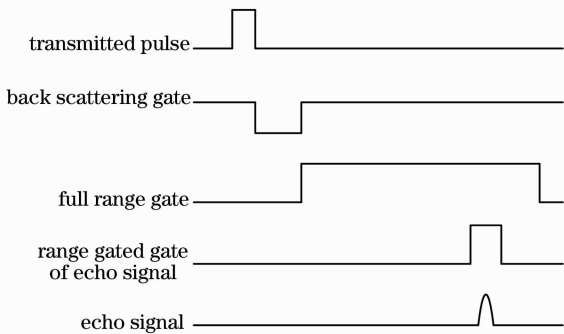 transmitted pulse
back scattering gate
full range gate
range gated gate
of echo signal
echo signal